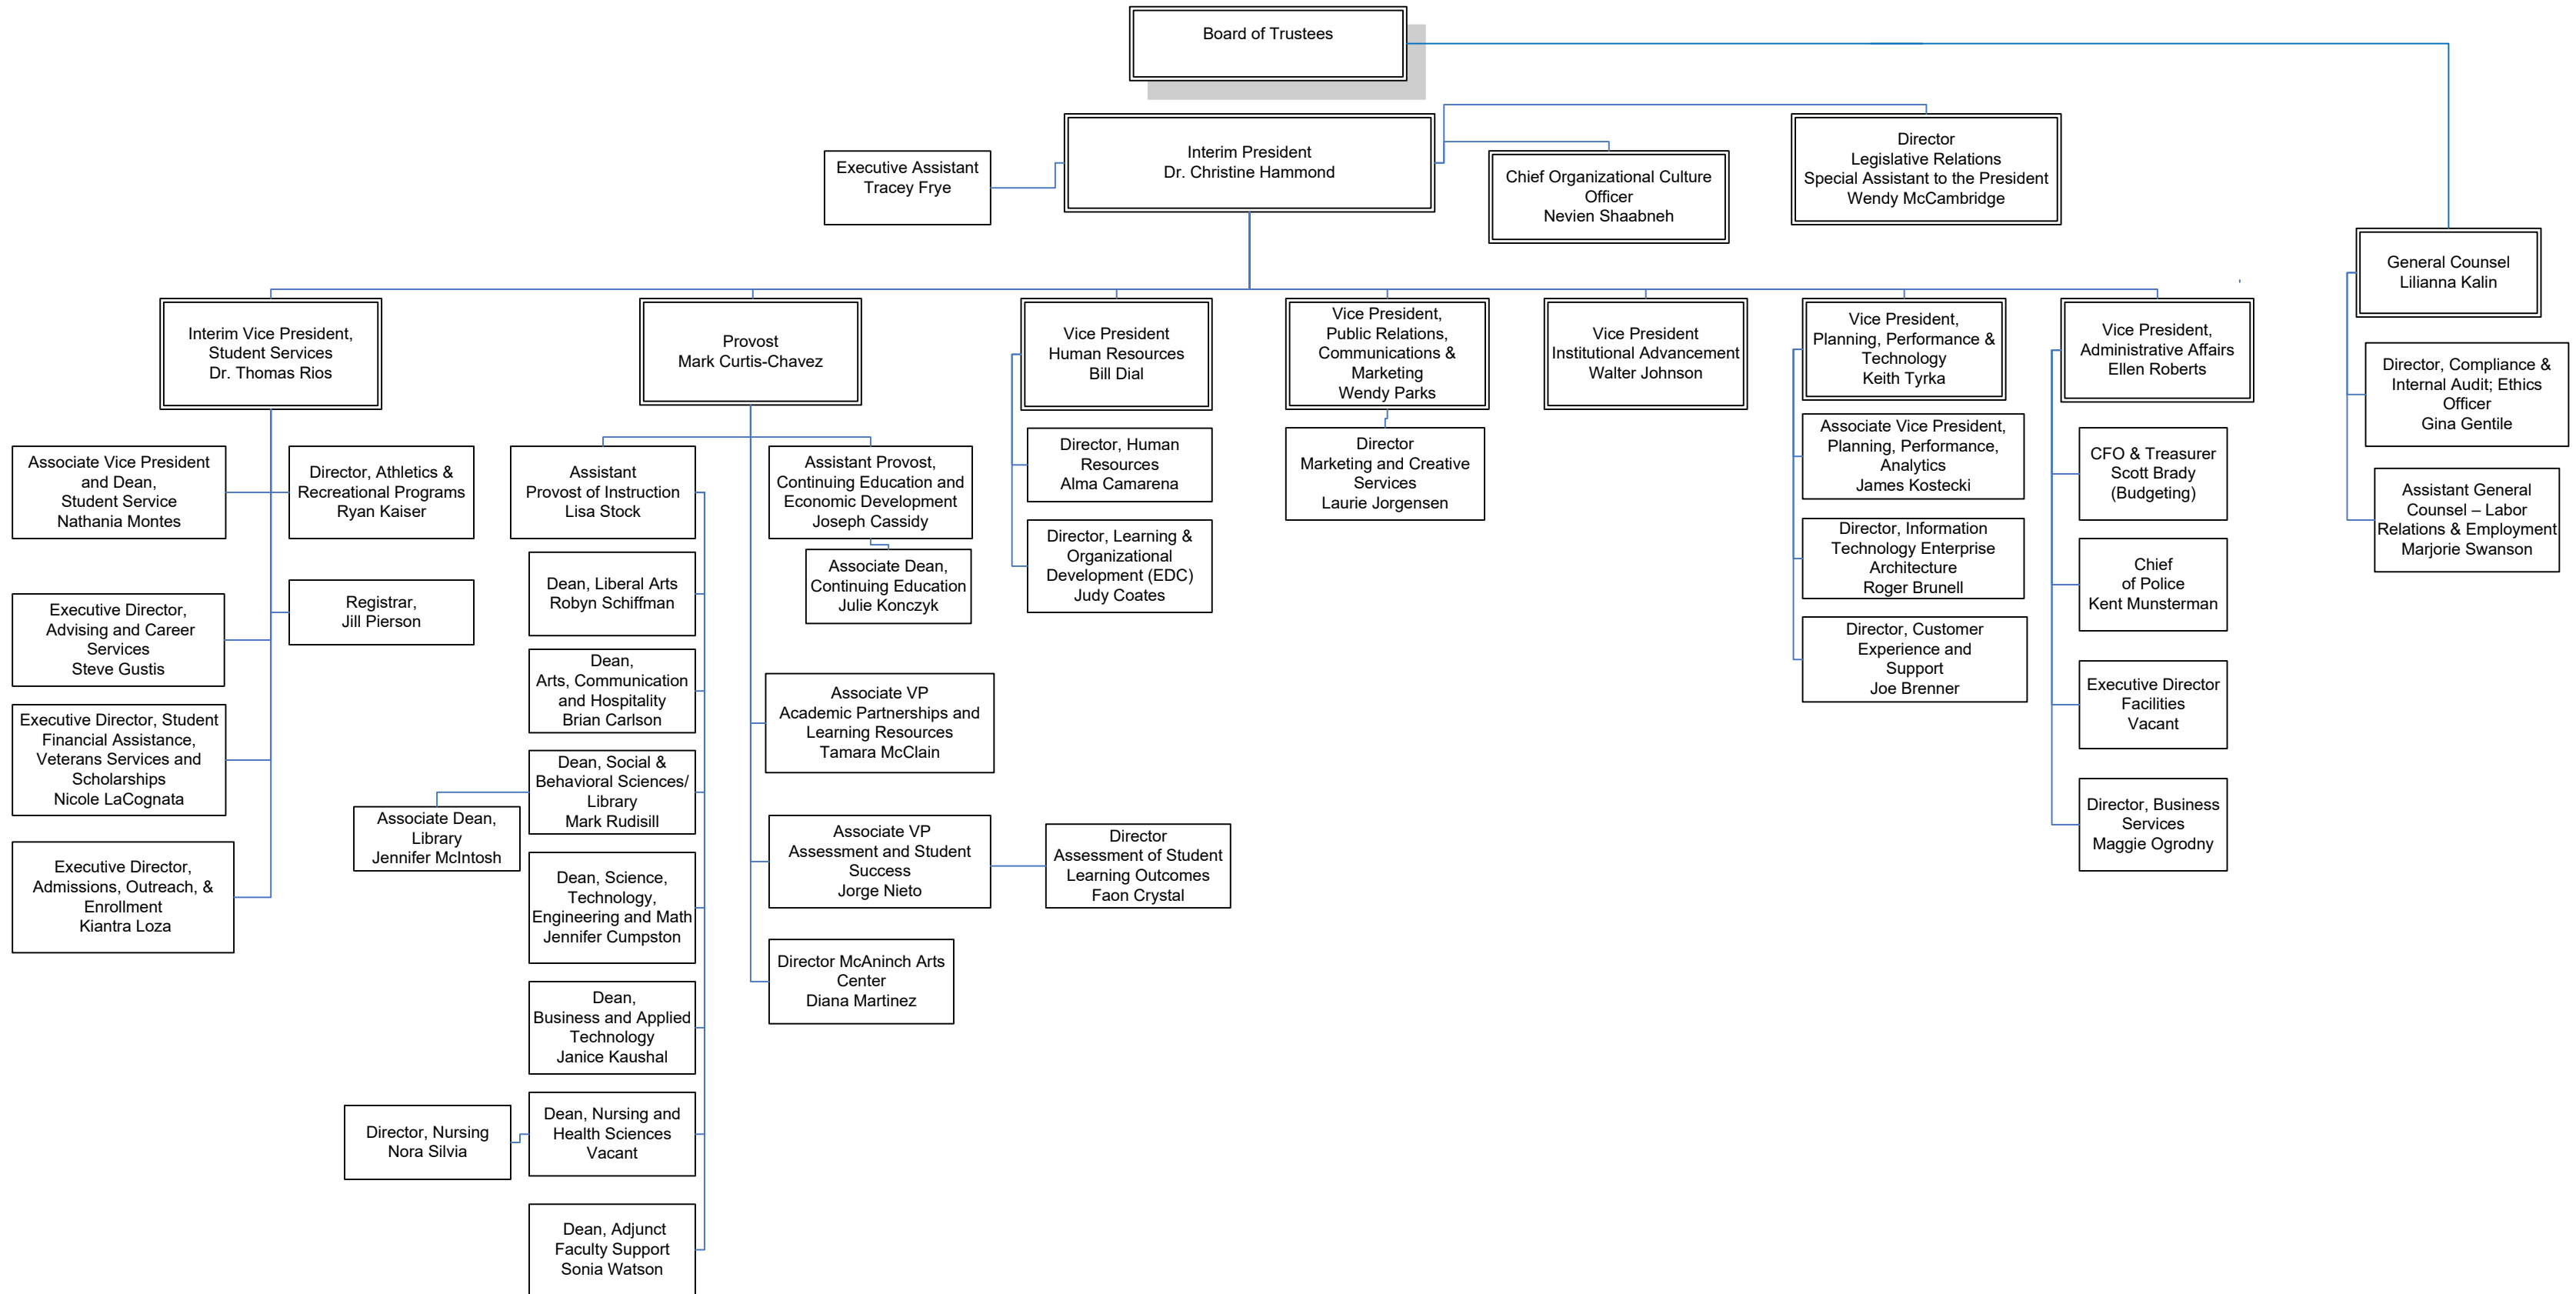 Board of Trustees
Interim President
Dr. Christine Hammond
Executive Assistant
Tracey Frye
Chief Organizational Culture
Officer
Nevien Shaabneh
Director
Legislative Relations
Special Assistant to the President
Wendy McCambridge
General Counsel
Lilianna Kalin
Director, Compliance &
Internal Audit; Ethics
Officer
Gina Gentile
Assistant General
Counsel – Labor
Relations & Employment
Marjorie Swanson
Interim Vice President,
Student Services
Dr. Thomas Rios
Associate Vice President
and Dean,
Student Service
Nathania Montes
Director, Athletics &
Recreational Programs
Ryan Kaiser
Executive Director,
Advising and Career
Services
Steve Gustis
Registrar,
Jill Pierson
Executive Director, Student
Financial Assistance,
Veterans Services and
Scholarships
Nicole LaCognata
Executive Director,
Admissions, Outreach, &
Enrollment
Kiantra Loza
Provost
Mark Curtis-Chavez
Assistant
Provost of Instruction
Lisa Stock
Dean, Liberal Arts
Robyn Schiffman
Dean,
Arts, Communication
and Hospitality
Brian Carlson
Dean, Social &
Behavioral Sciences/
Library
Mark Rudisill
Associate Dean,
Library
Jennifer McIntosh
Dean, Science,
Technology,
Engineering and Math
Jennifer Cumpston
Dean,
Business and Applied
Technology
Janice Kaushal
Dean, Nursing and
Health Sciences
Vacant
Director, Nursing
Nora Silvia
Dean, Adjunct
Faculty Support
Sonia Watson
Assistant Provost,
Continuing Education and
Economic Development
Joseph Cassidy
Associate Dean,
Continuing Education
Julie Konczyk
Associate VP
Academic Partnerships and
Learning Resources
Tamara McClain
Associate VP
Assessment and Student
Success
Jorge Nieto
Director
Assessment of Student
Learning Outcomes
Faon Crystal
Director McAninch Arts
Center
Diana Martinez
Vice President
Human Resources
Bill Dial
Director, Human
Resources
Alma Camarena
Director, Learning &
Organizational
Development (EDC)
Judy Coates
Vice President,
Public Relations,
Communications &
Marketing
Wendy Parks
Director
Marketing and Creative
Services
Laurie Jorgensen
Vice President
Institutional Advancement
Walter Johnson
Vice President,
Planning, Performance &
Technology
Keith Tyrka
Associate Vice President,
Planning, Performance,
Analytics
James Kostecki
Director, Information
Technology Enterprise
Architecture
Roger Brunell
Director, Customer
Experience and
Support
Joe Brenner
Vice President,
Administrative Affairs
Ellen Roberts
CFO & Treasurer
Scott Brady
(Budgeting)
Chief
of Police
Kent Munsterman
Executive Director
Facilities
Vacant
Director, Business
Services
Maggie Ogrodny